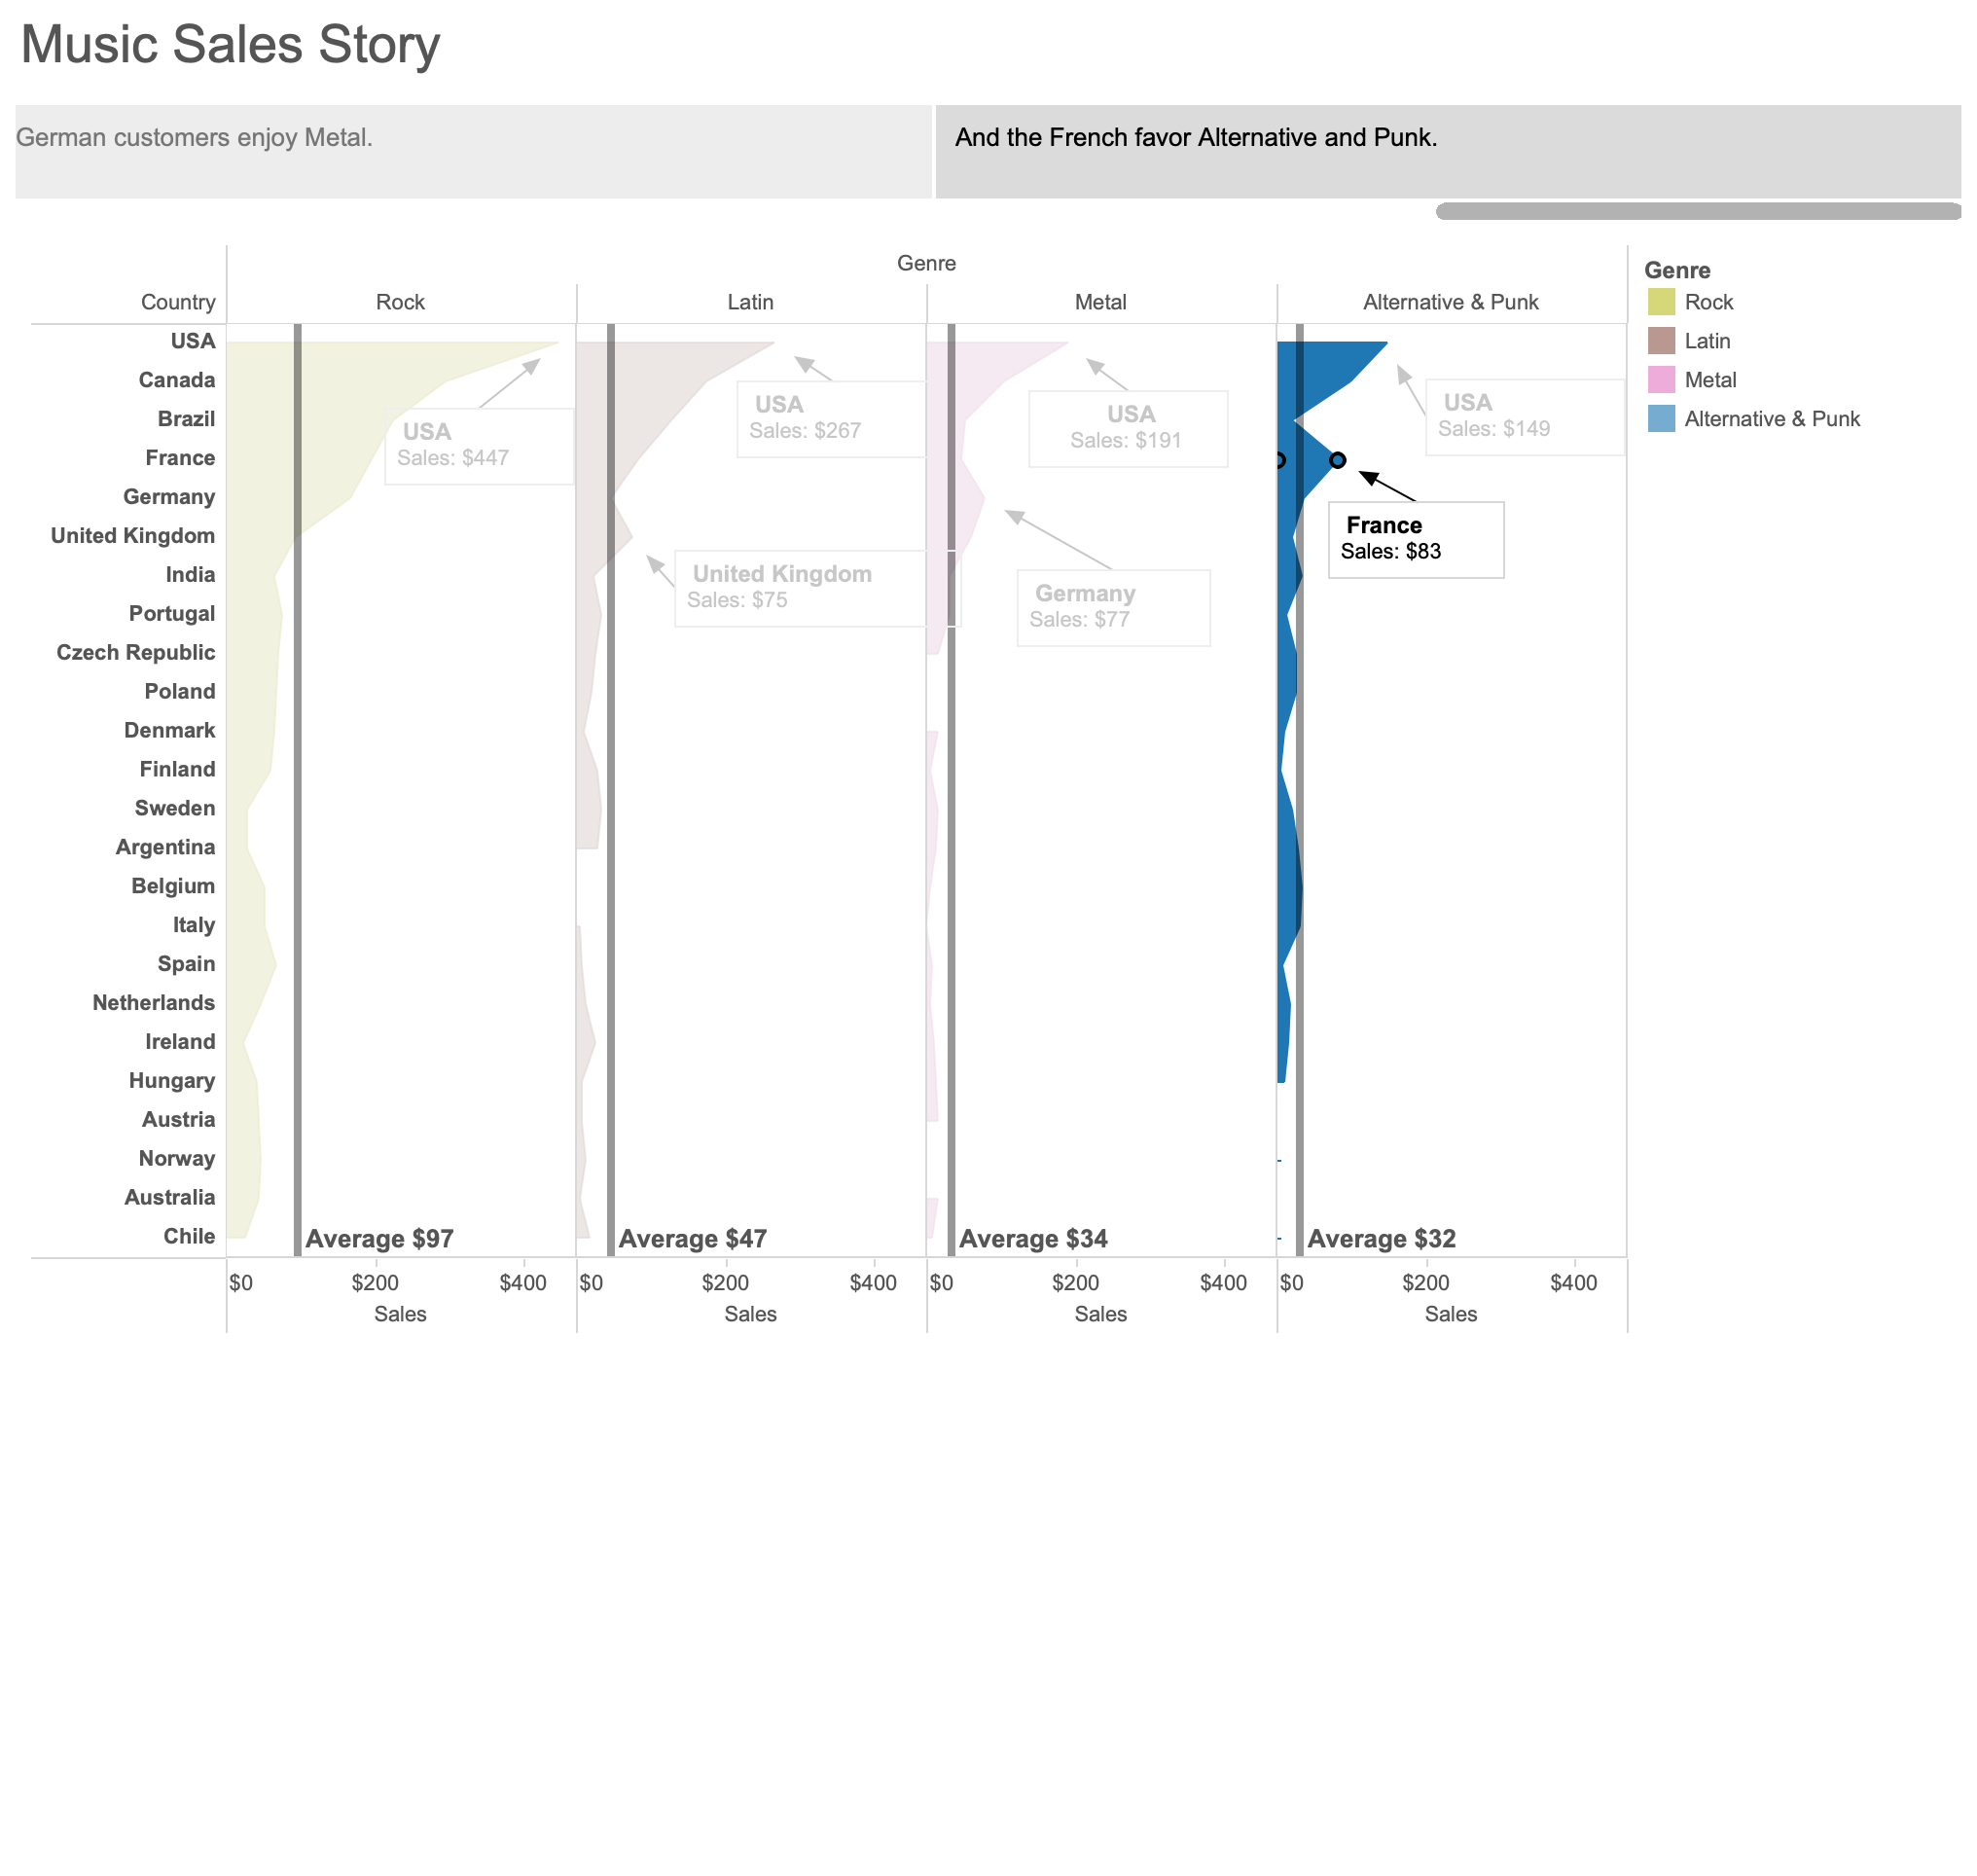 Music Sales Story
German customers enjoy Metal.
And the French favor Alternative and Punk.
Genre
Country Rock Latin Metal Alternative & Punk
USA
Canada
Brazil
France
Germany
United Kingdom
India
Portugal
Czech Republic
Poland
Denmark
Finland
Sweden
Argentina
Belgium
Italy
Spain
Netherlands
Ireland
Hungary
Austria
Norway
Australia
Chile
USA
Sales: $447
USA
Sales: $267
United Kingdom
Sales: $75
USA
Sales: $191
Germany
Sales: $77
USA
Sales: $149
France
Sales: $83
Average $97
Average $47
Average $34
Average $32
$0 $200 $400 $0 $200 $400 $0 $200 $400 $0 $200 $400
Sales Sales Sales Sales
Genre
Rock
Latin
Metal
Alternative & Punk